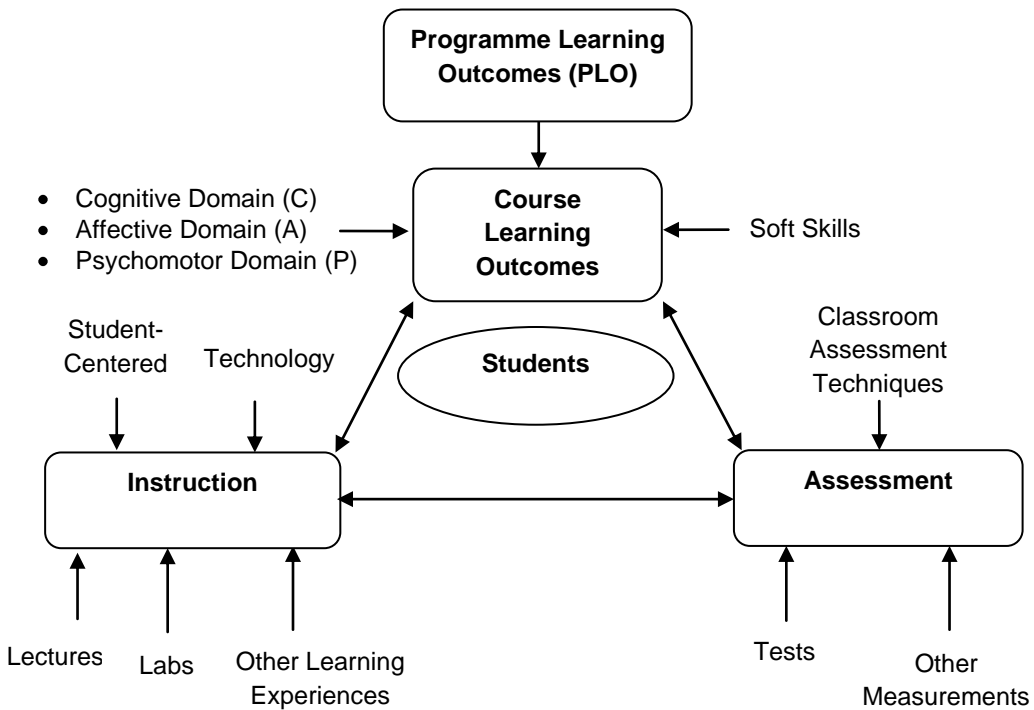 Programme Learning
Outcomes (PLO)
• Cognitive Domain (C)
• Affective Domain (A)
• Psychomotor Domain (P)
Course
Learning
Outcomes
Soft Skills
Student-
Centered
Technology
Students
Classroom
Assessment
Techniques
Instruction
Assessment
Lectures
Labs
Other Learning
Experiences
Tests
Other
Measurements